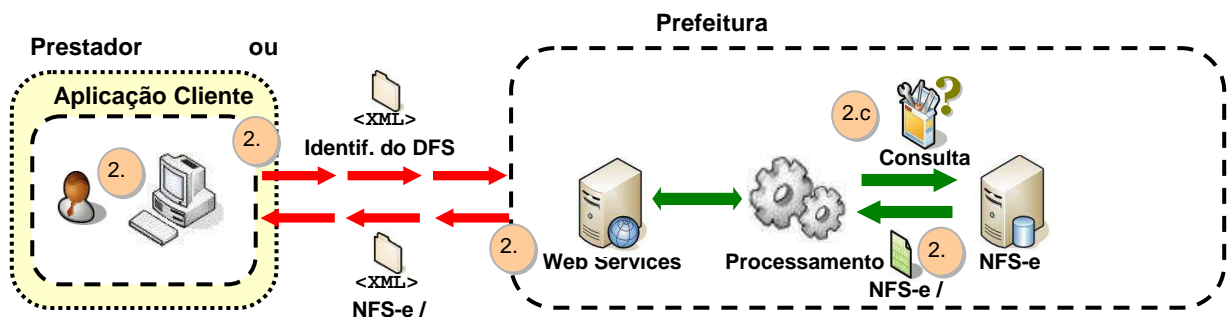 Prefeitura
Prestador ou
Aplicação Cliente
2.
2.
<XML>
Identif. do DFS
2.c
Consulta
2.
Web Services
Processamento
2.
NFS-e
<XML>
NFS-e /
NFS-e /